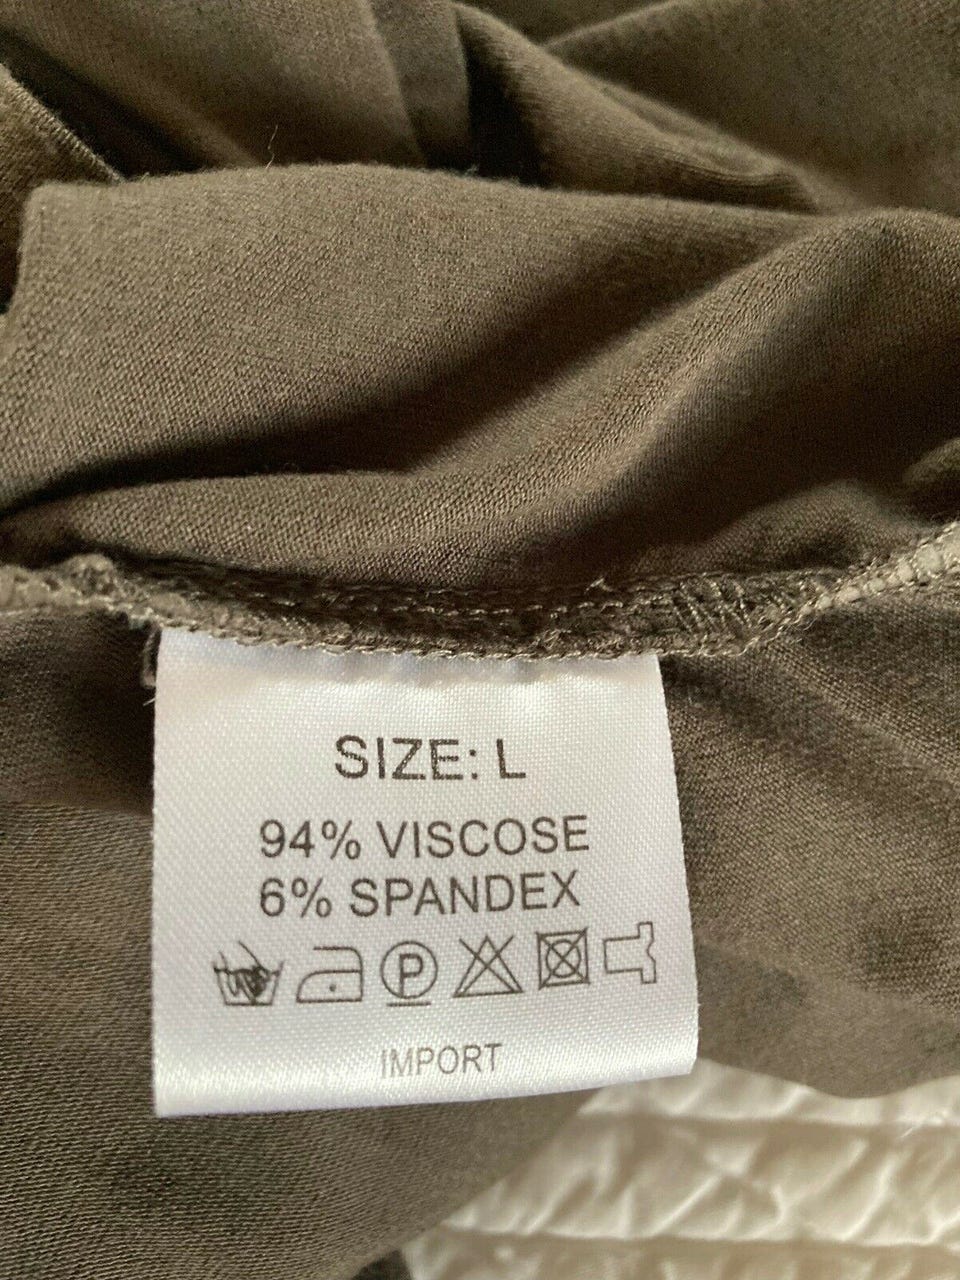 SIZE: L
94% VISCOSE
6% SPANDEX
P
IMPORT